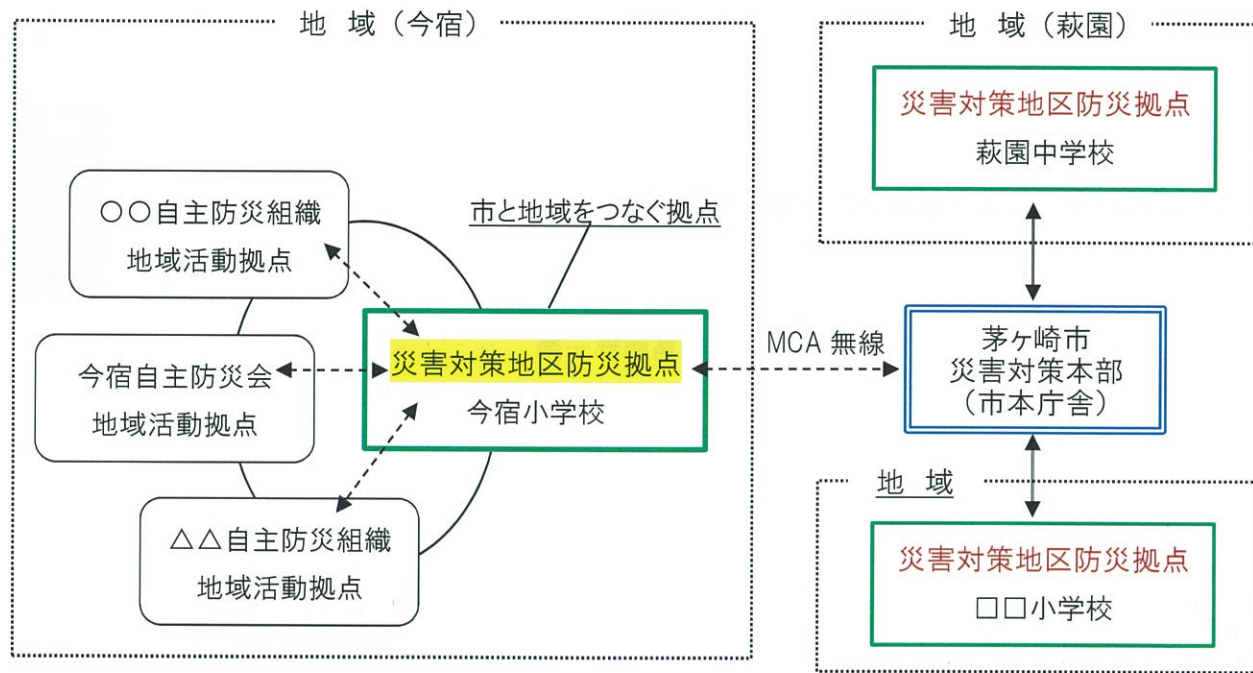 地 域（今宿）
○○自主防災組織
地域活動拠点
今宿自主防災会
地域活動拠点
△△自主防災組織
地域活動拠点
市と地域をつなぐ拠点
災害対策地区防災拠点
今宿小学校
MCA 無線
地 域（萩園）
災害対策地区防災拠点
萩園中学校
茅ヶ崎市
災害対策本部
（市本庁舎）
地 域
災害対策地区防災拠点
□□小学校